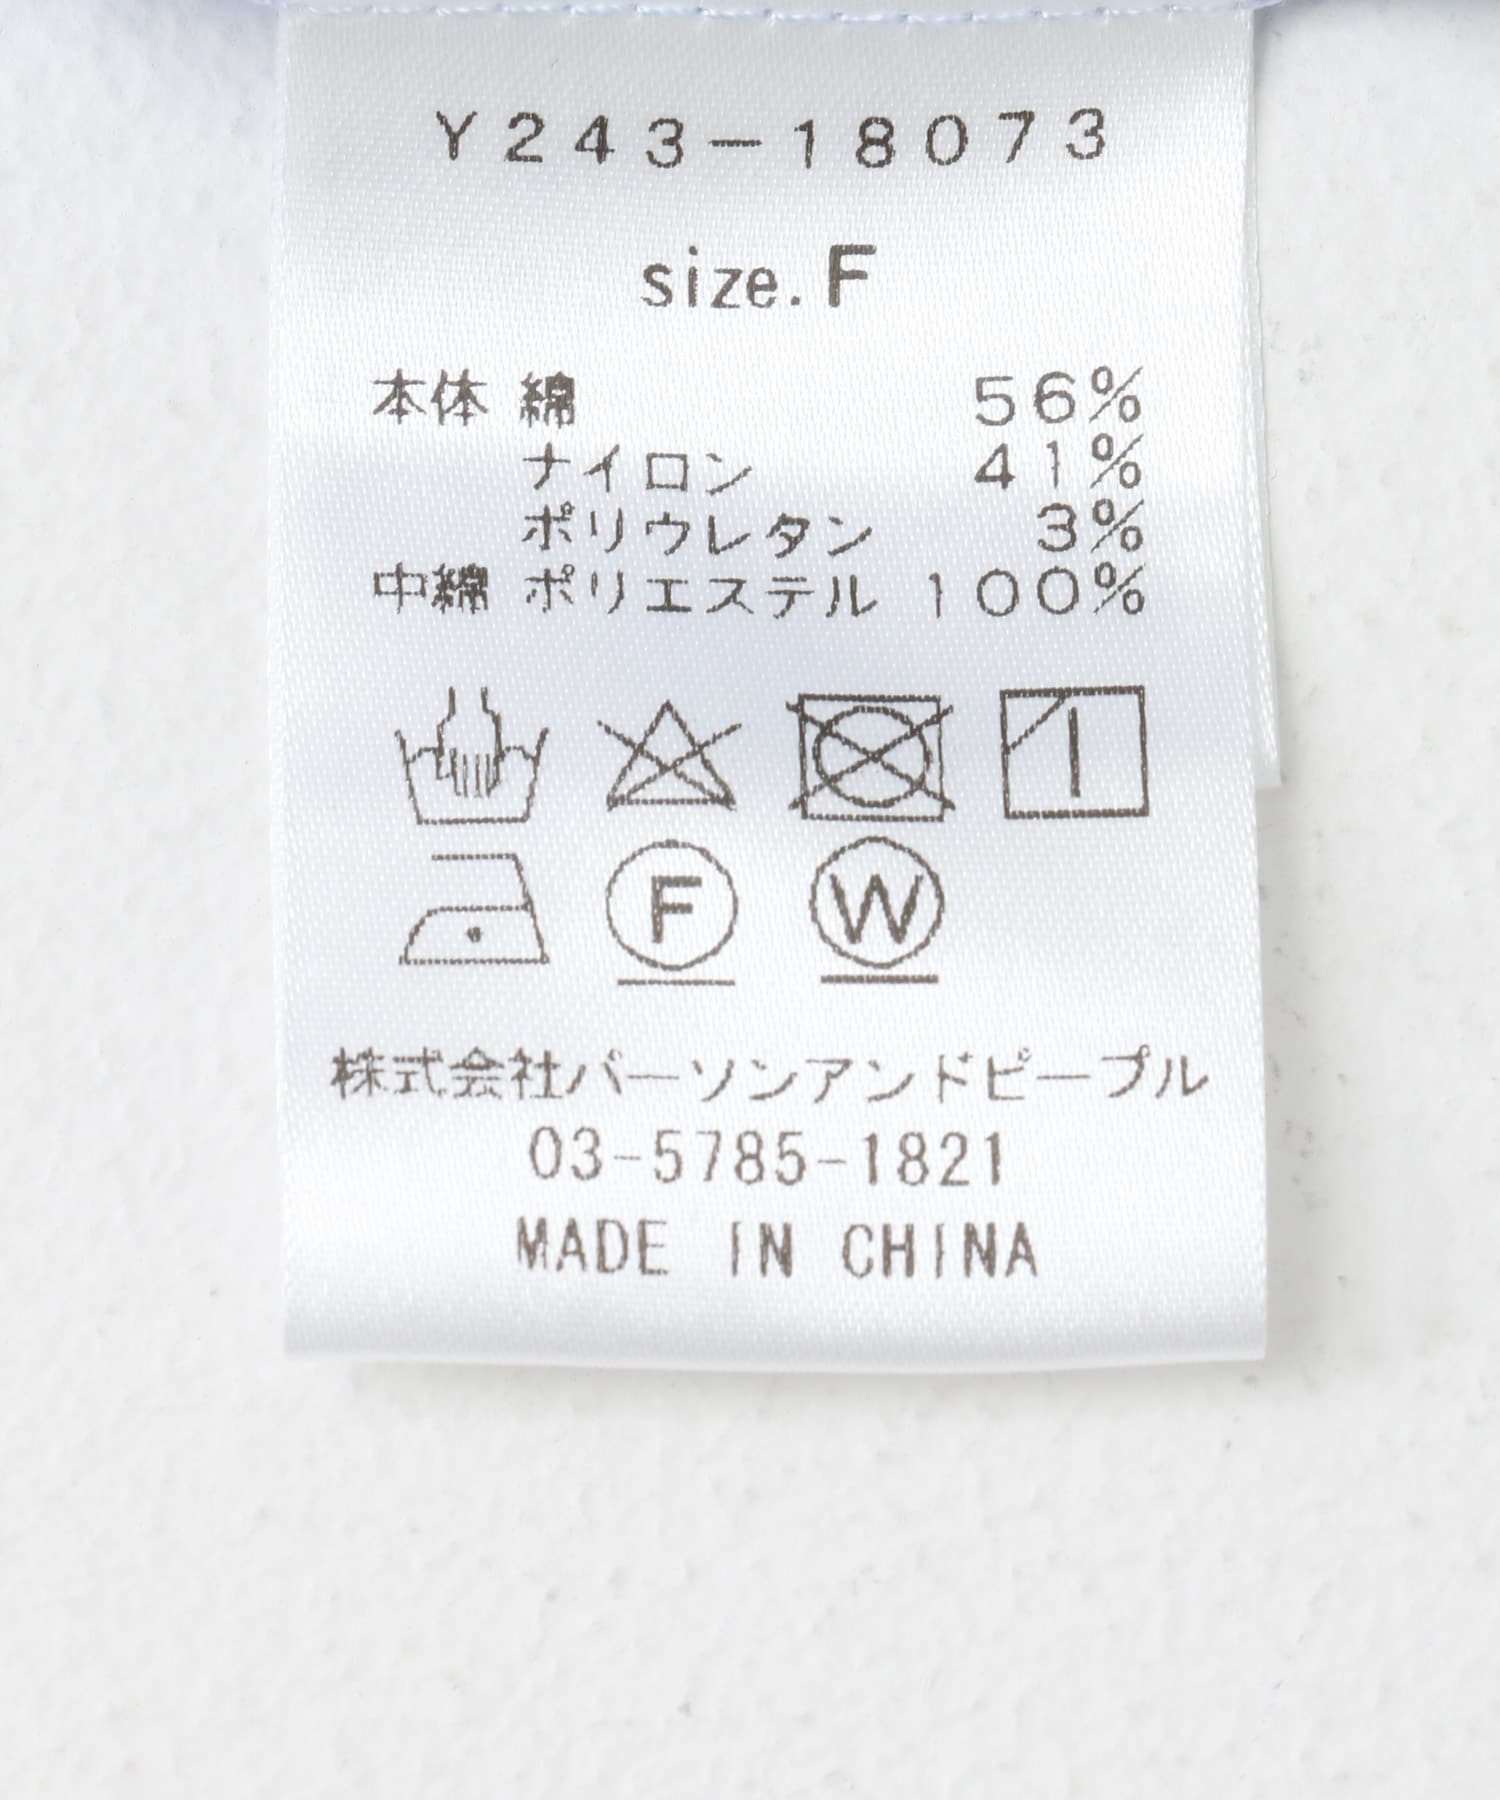 Y243-18073
size. F
本体 綿 56%
ナイロン 41%
ポリウレタン 3%
中綿 ポリエステル 100%
F W
株式会社パーソンアンドピープル
03-5785-1821
MADE IN CHINA